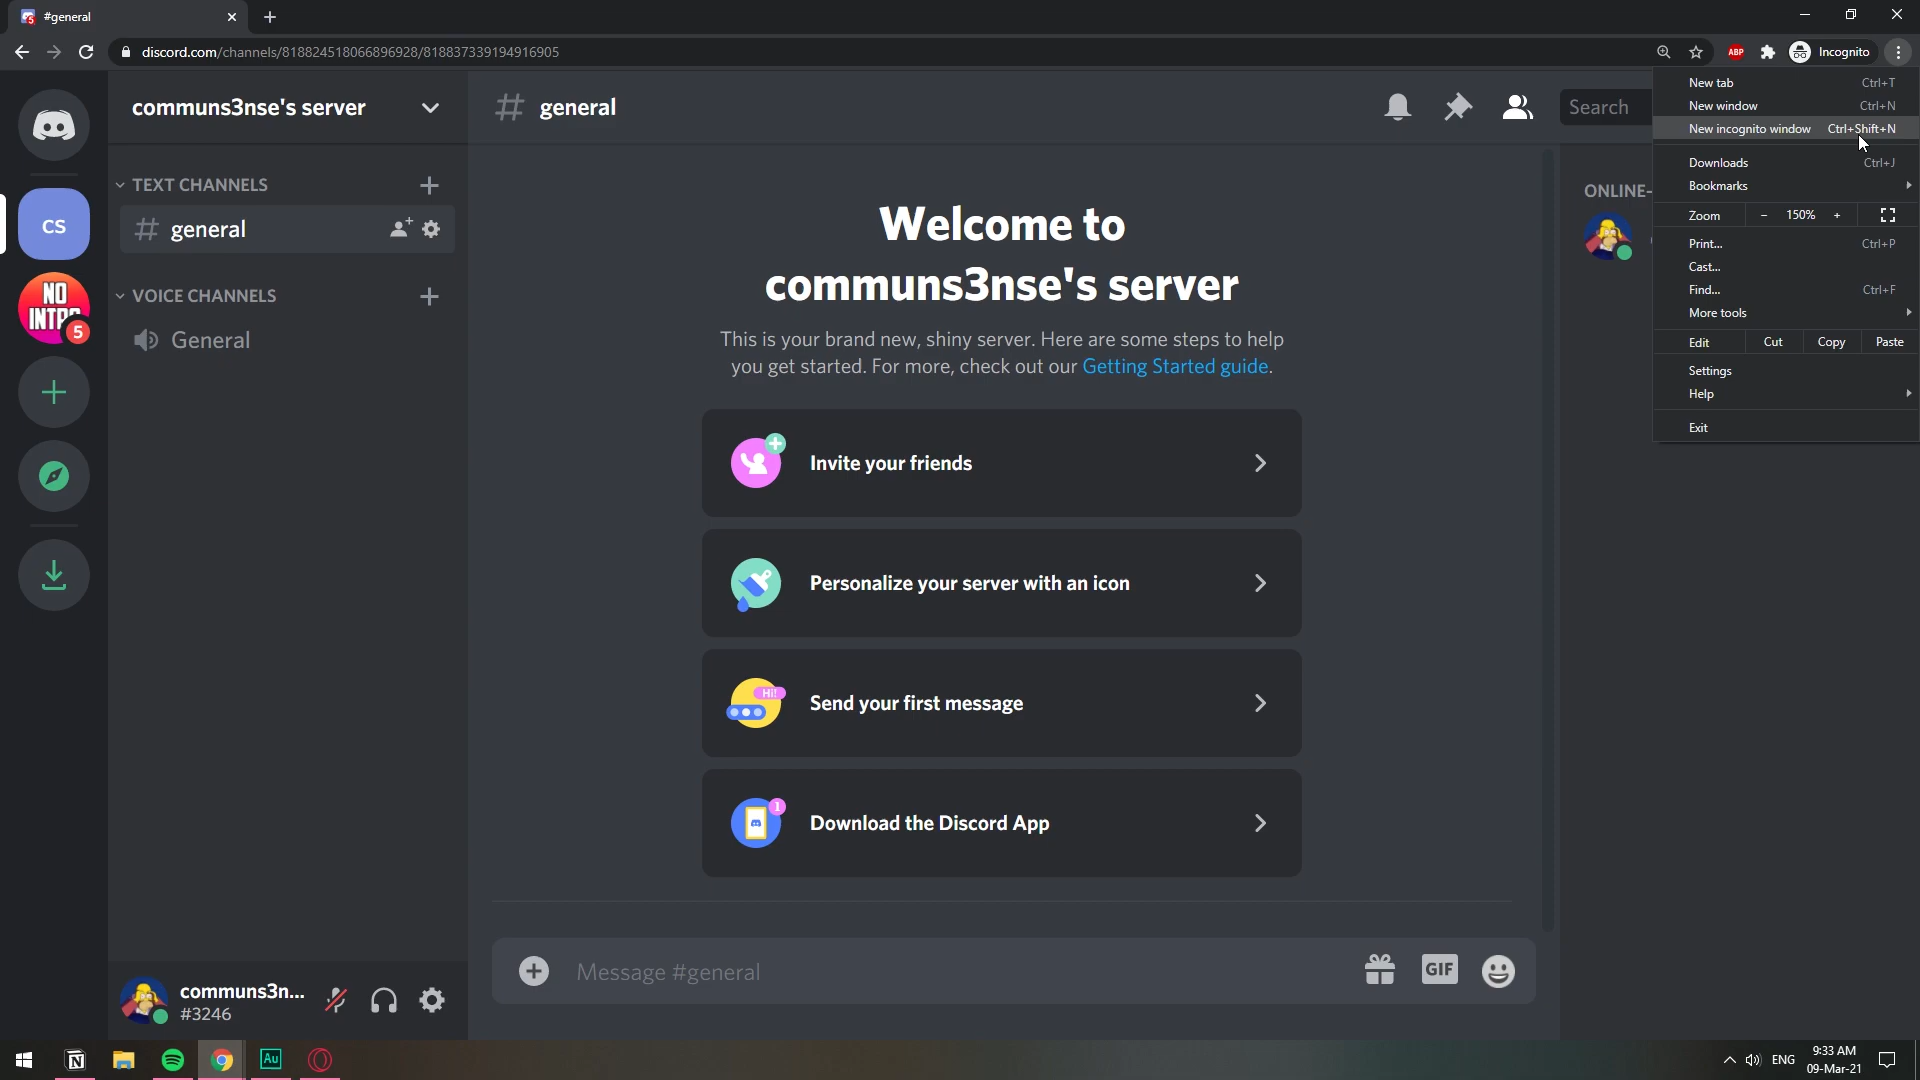 #general
discord.com/channels/818824518066896928/818837339194916905
ABP
Incognito
communs3nse's server
general
Search
New tab Ctrl+T
New window Ctrl+N
New incognito window Ctrl+Shift+N
Downloads Ctrl+J
Bookmarks
Zoom - 150% +
Print... Ctrl+P
Cast...
Find... Ctrl+F
More tools
Edit Cut Copy Paste
Settings
Help
Exit
CS
NO
INTRO
5
TEXT CHANNELS
general
VOICE CHANNELS
General
Welcome to
communs3nse's server
This is your brand new, shiny server. Here are some steps to help
you get started. For more, check out our Getting Started guide.
Invite your friends
Personalize your server with an icon
Hi!
Send your first message
1
Download the Discord App
ONLINE-
Message #general
GIF
communs3n...
#3246
Au
ENG
9:33 AM
09-Mar-21